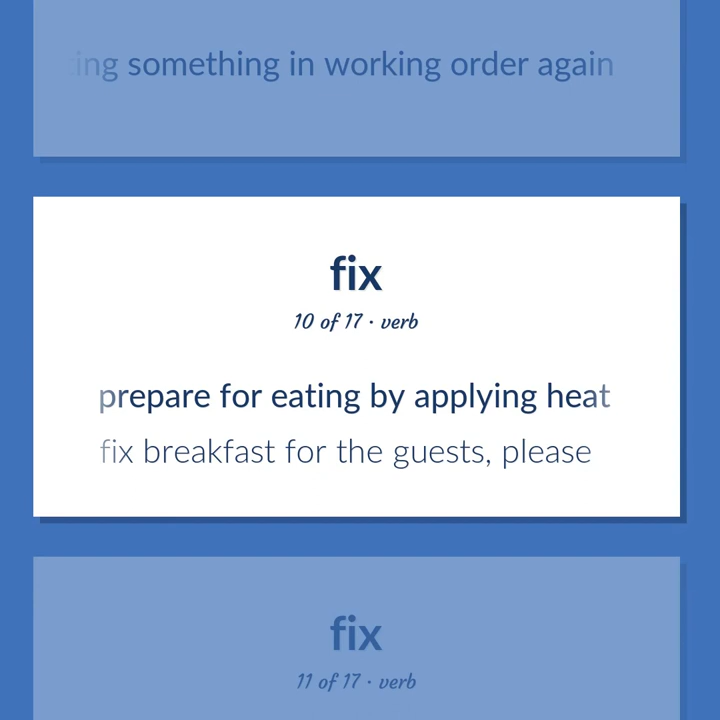 something in working order again
fix
10 of 17 · verb
prepare for eating by applying heat
fix breakfast for the guests, please
fix
11 of 17 · verb